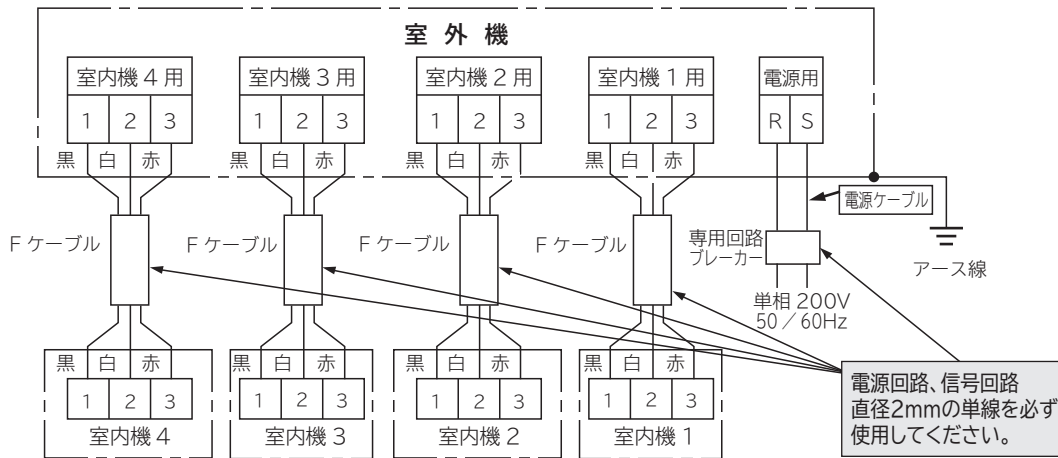 室外機
室内機4用 室内機3用 室内機2用 室内機1用 電源用
1 2 3 1 2 3 1 2 3 1 2 3 R S
黒 白 赤 黒 白 赤 黒 白 赤 黒 白 赤
電源ケーブル
Fケーブル Fケーブル Fケーブル Fケーブル
専用回路
ブレーカー
アース線
単相 200V
50/60Hz
黒 白 赤 黒 白 赤 黒 白 赤 黒 白 赤
1 2 3 1 2 3 1 2 3 1 2 3
室内機4 室内機3 室内機2 室内機1
電源回路、信号回路
直径2mmの単線を必ず
使用してください。